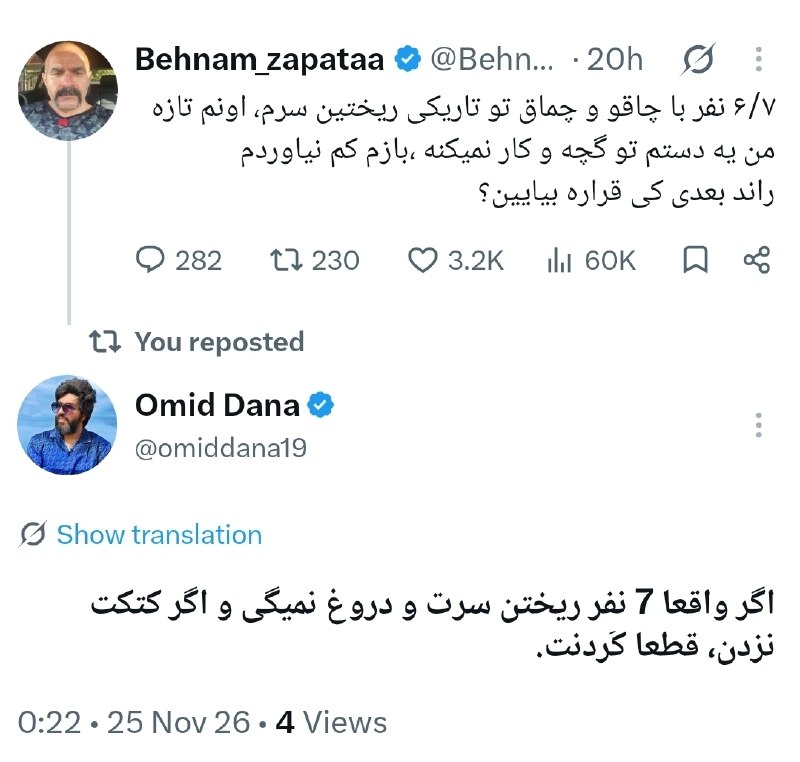 Behnam_zapataa @Behn... · 20h
۶/۷ نفر با چاقو و چماق تو تاریکی ریختین سرم، اونم تازه
من یه دستم تو گچه و کار نمیکنه ،بازم کم نیاوردم
راند بعدی کی قراره بیایین؟
282 230 3.2K 60K
You reposted
Omid Dana
@omiddana19
Show translation
اگر واقعا 7 نفر ریختن سرت و دروغ نمیگی و اگر کتکت
نزدن، قطعا کَردنت.
0:22 • 25 Nov 26 • 4 Views